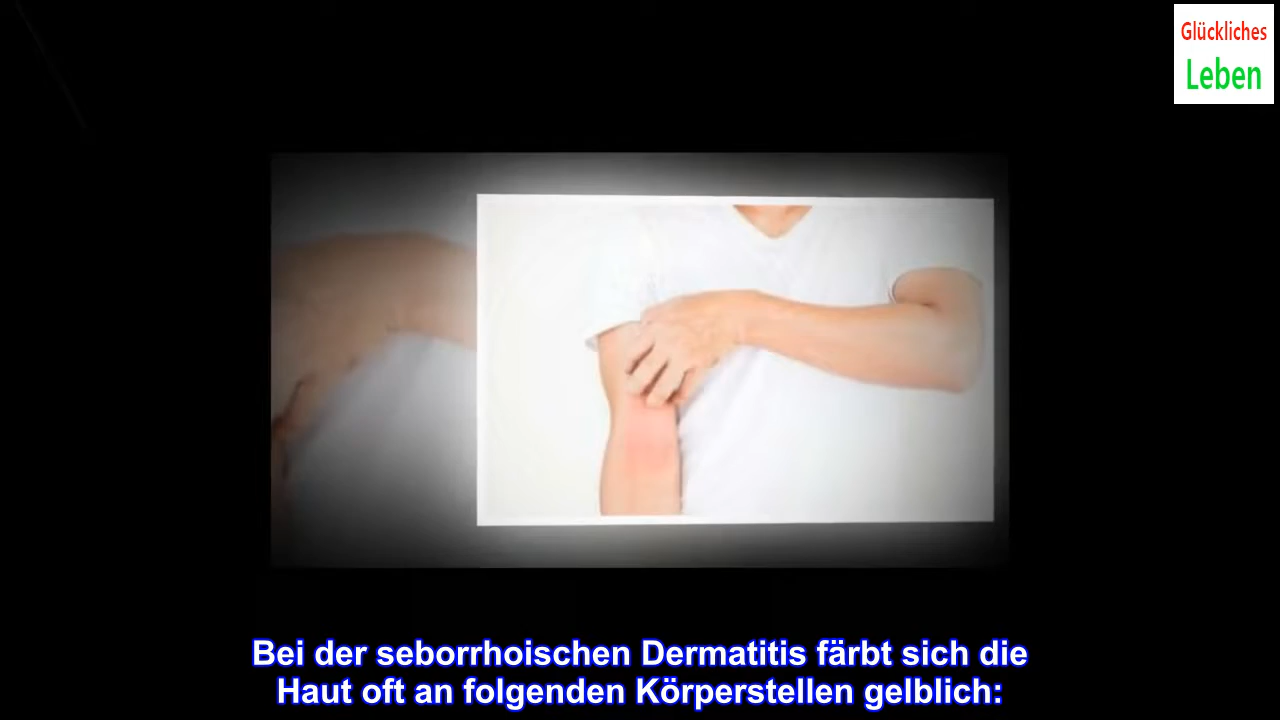 Glückliches
Leben
Bei der seborrhoischen Dermatitis färbt sich die
Haut oft an folgenden Körperstellen gelblich: